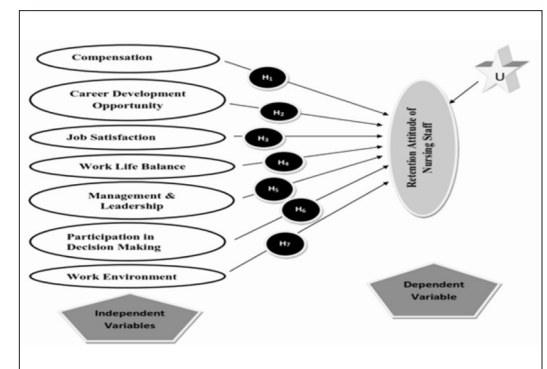 Compensation
H1
Career Development
Opportunity
H2
Job Satisfaction
H3
Work Life Balance
H4
Management &
Leadership
H5
Participation in
Decision Making
H6
Work Environment
H7
Retention Attitude of
Nursing Staff
U
Independent
Variables
Dependent
Variable